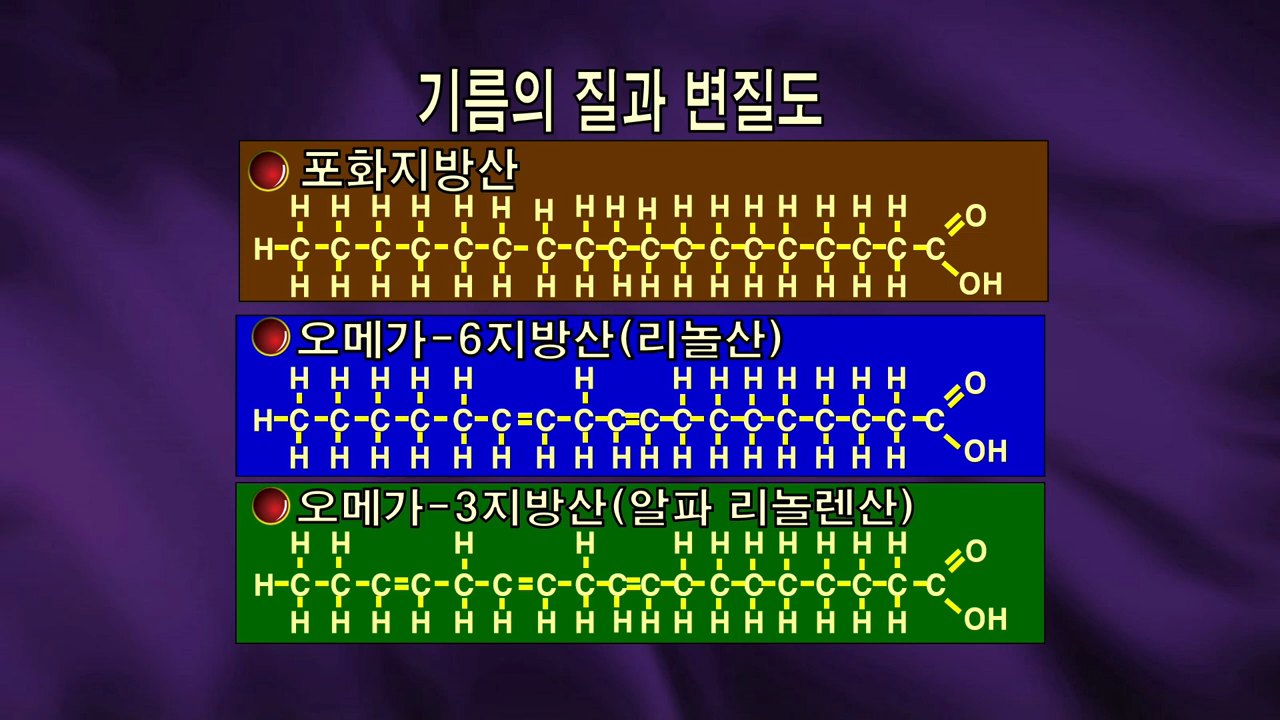 기름의 질과 변질도
포화지방산
H H H H H H H H H H H H H H H H H O
H C C C C C C C C C C C C C C C C C C
H H H H H H H H H H H H H H H H H OH
오메가-6지방산(리놀산)
H H H H H H H H H H H H H O
H C C C C C C=C C C=C C C C C C C C C
H H H H H H H H H H H H H H H H H OH
오메가-3지방산(알파 리놀렌산)
H H H H H H H H H H H O
H C C C=C C C=C C C=C C C C C C C C C
H H H H H H H H H H H H H H H H H OH